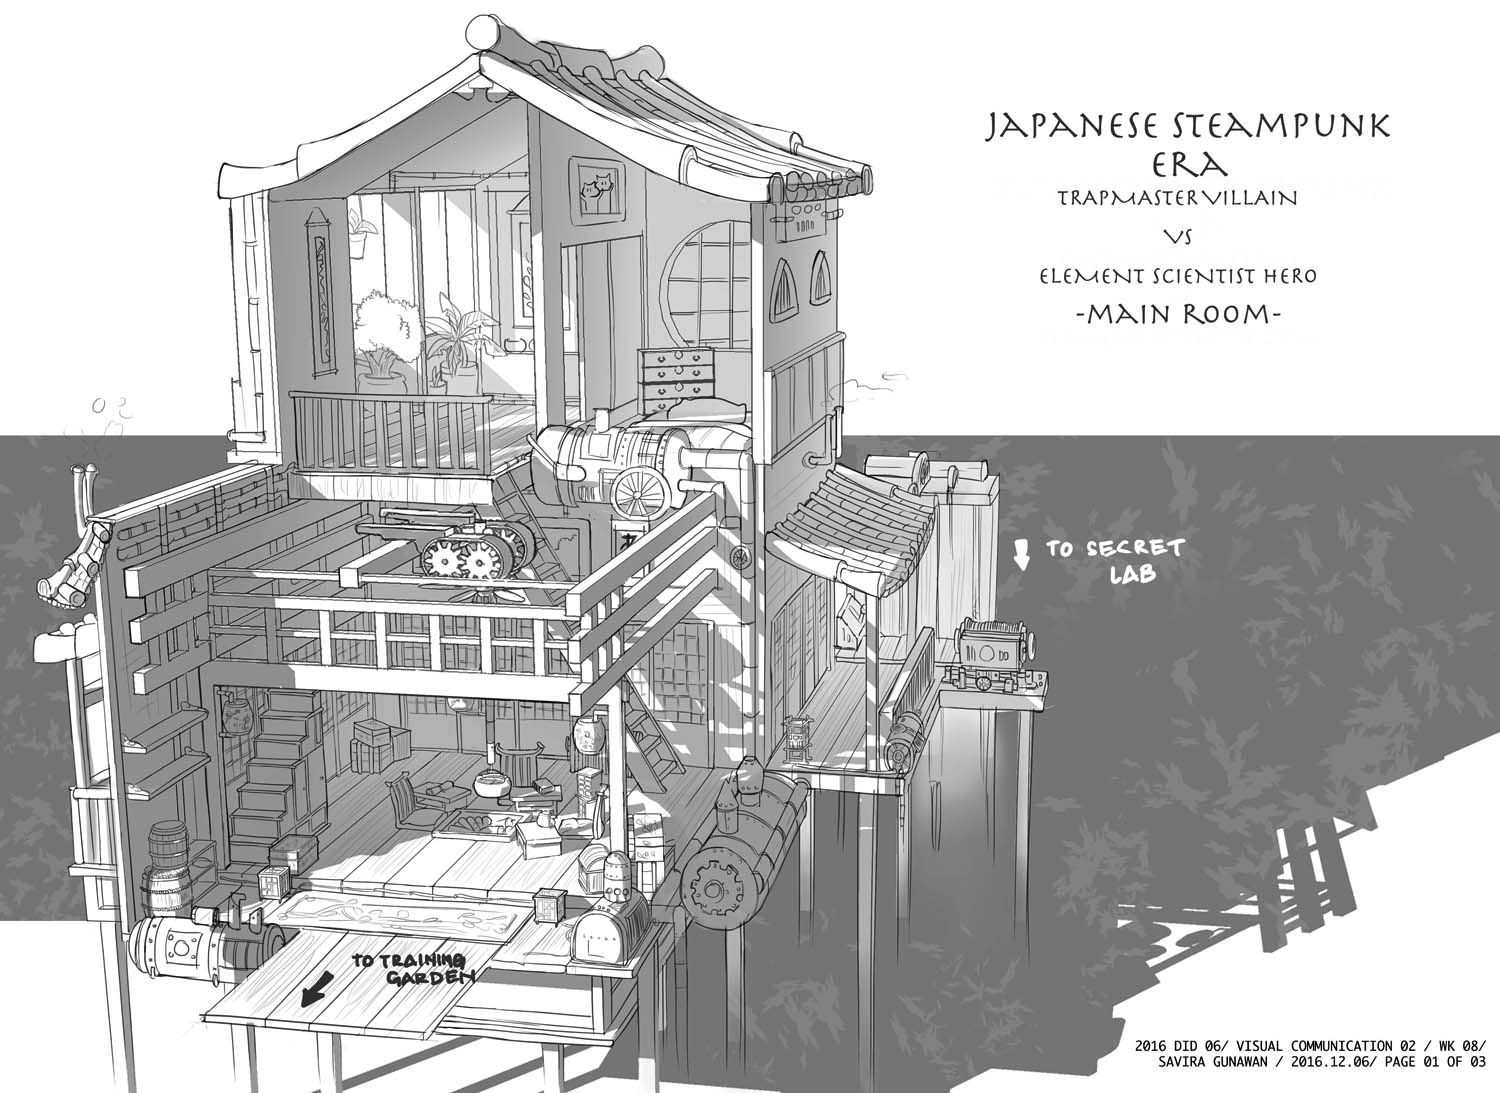 JAPANESE STEAMPUNK
ERA
TRAPMASTER VILLAIN
VS
ELEMENT SCIENTIST HERO
-MAIN ROOM-
TO SECRET
LAB
TO TRAINING
GARDEN
2016 DID 06/ VISUAL COMMUNICATION 02 / WK 08/
SAVIRA GUNAWAN / 2016.12.06/ PAGE 01 OF 03